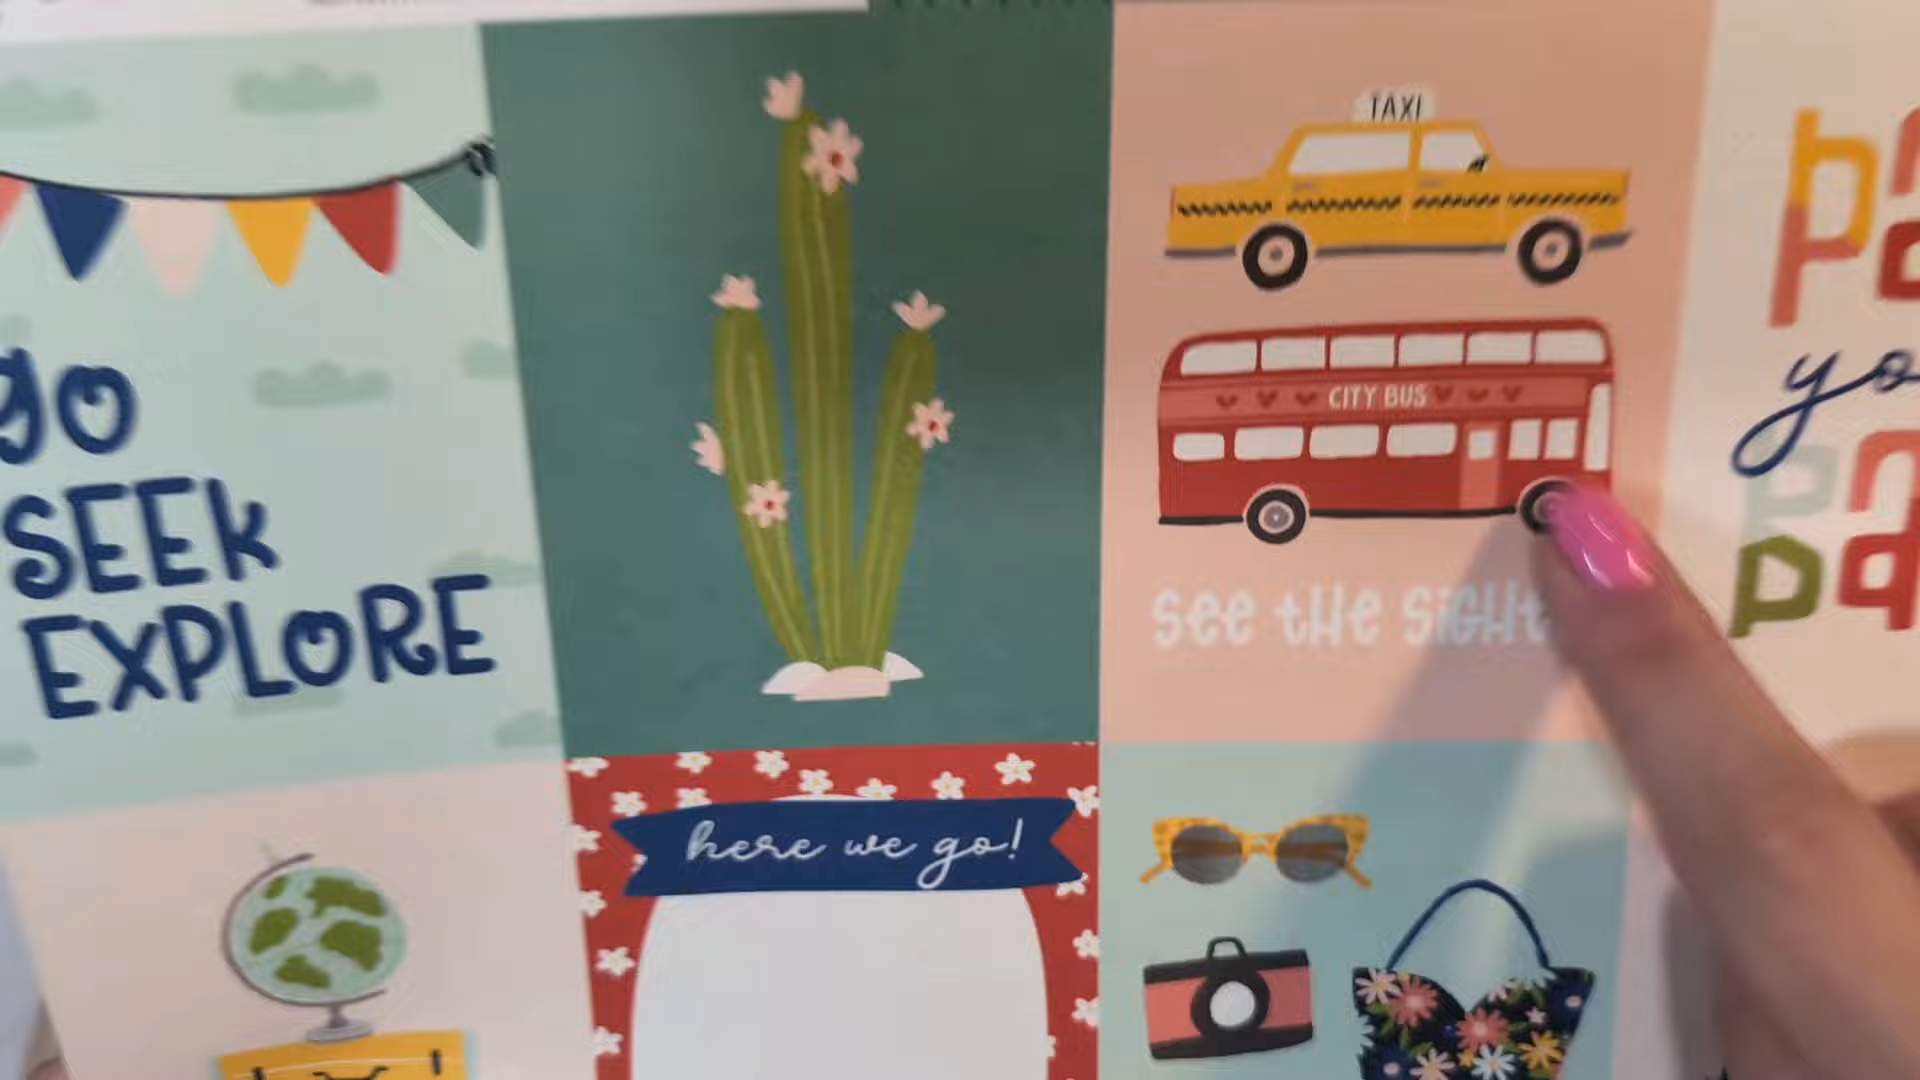 go
SEEK
EXPLORE
TAXI
CITY BUS
see the sight
here we go!